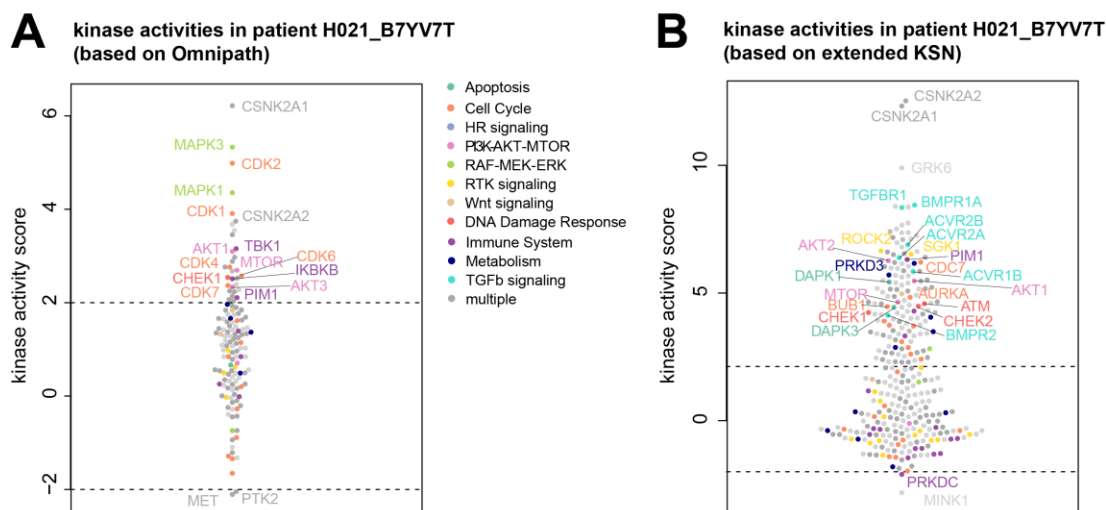 A
kinase activities in patient H021_B7YV7T
(based on Omnipath)
kinase activity score
6
4
2
0
−2
CSNK2A1
MAPK3
CDK2
MAPK1
CDK1
CSNK2A2
AKT1
TBK1
CDK4
MTOR
CDK6
CHEK1
IKBKB
CDK7
AKT3
PIM1
MET
PTK2
Apoptosis
Cell Cycle
HR signaling
PI3K-AKT-MTOR
RAF-MEK-ERK
RTK signaling
Wnt signaling
DNA Damage Response
Immune System
Metabolism
TGFb signaling
multiple
B
kinase activities in patient H021_B7YV7T
(based on extended KSN)
kinase activity score
10
5
0
CSNK2A2
CSNK2A1
GRK6
TGFBR1
BMPR1A
ACVR2B
ACVR2A
ROCK2
SGK1
AKT2
PIM1
PRKD3
CDC7
DAPK1
ACVR1B
MTOR
AURKA
AKT1
BUB1
ATM
CHEK1
CHEK2
DAPK3
BMPR2
PRKDC
MINK1